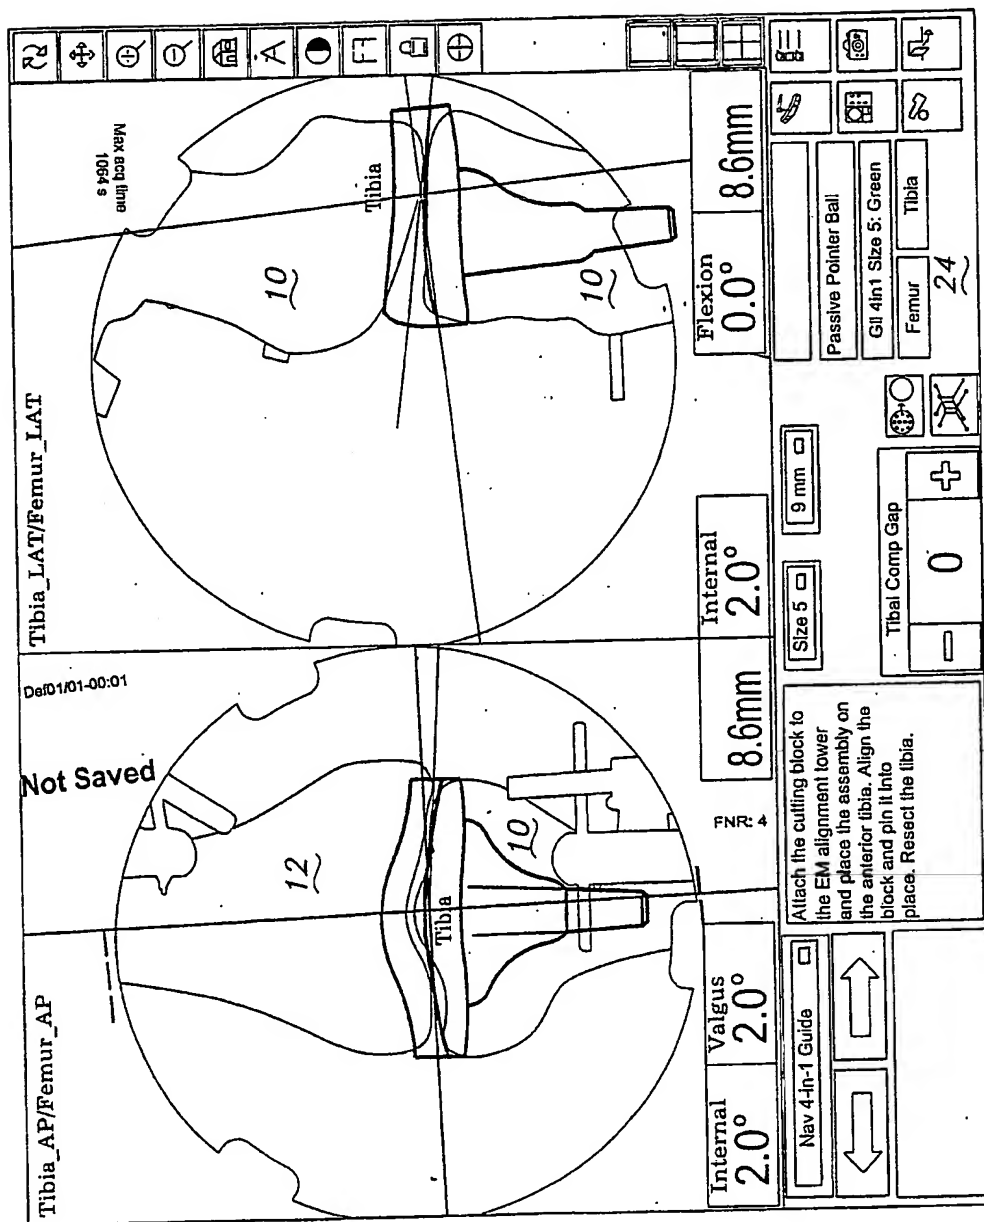 Tibia_AP/Femur_AP
Not Saved
Def01/01-00:01
12
10
Tibia
FNR: 4
Internal
2.0°
Valgus
2.0°
8.6mm
Tibia_LAT/Femur_LAT
Max acq time
1064 s
10
Tibia
10
Internal
2.0°
Flexion
0.0°
8.6mm
Nav 4-in-1 Guide
Attach the cutting block to
the EM alignment tower
and place the assembly on
the anterior tibia. Align the
block and pin it into
place. Resect the tibia.
Size 5
9 mm
Tibal Comp Gap
0
Passive Pointer Ball
GII 4in1 Size 5: Green
Femur
Tibia
24